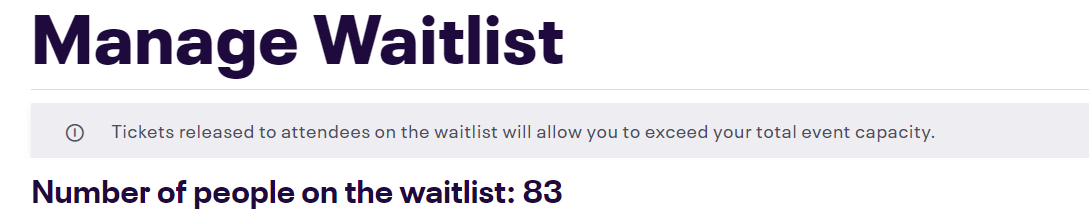 Manage Waitlist
Tickets released to attendees on the waitlist will allow you to exceed your total event capacity.
Number of people on the waitlist: 83